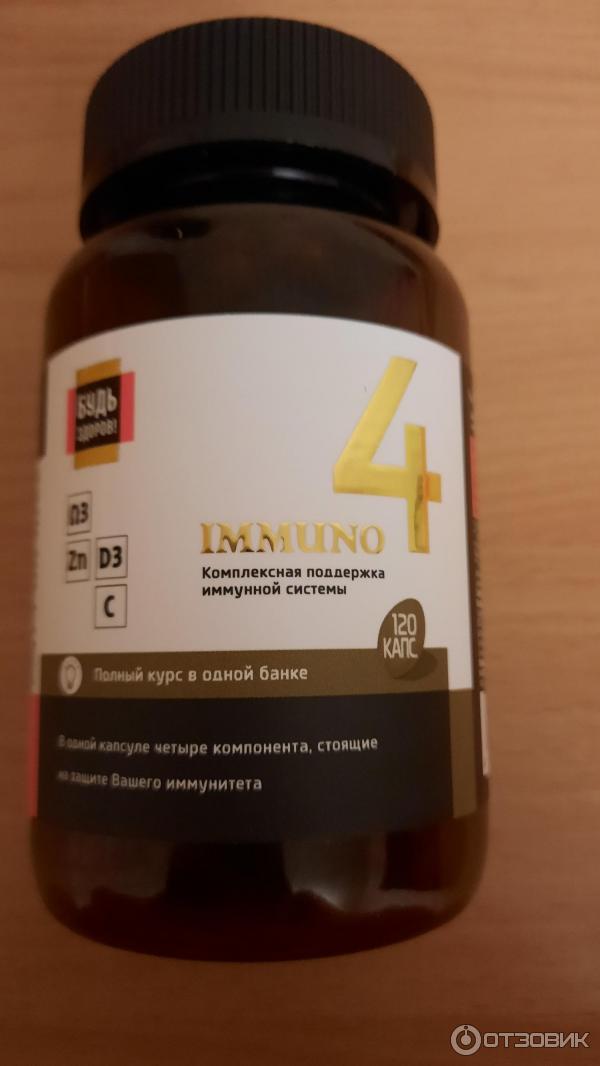 БУДЬ
ЗДОРОВ!
4
Ω3
Zn D3
C
IMMUNO
Комплексная поддержка
иммунной системы
120
КАПС
Полный курс в одной банке
В одной капсуле четыре компонента, стоящие
на защите Вашего иммунитета
ОТЗОВИК